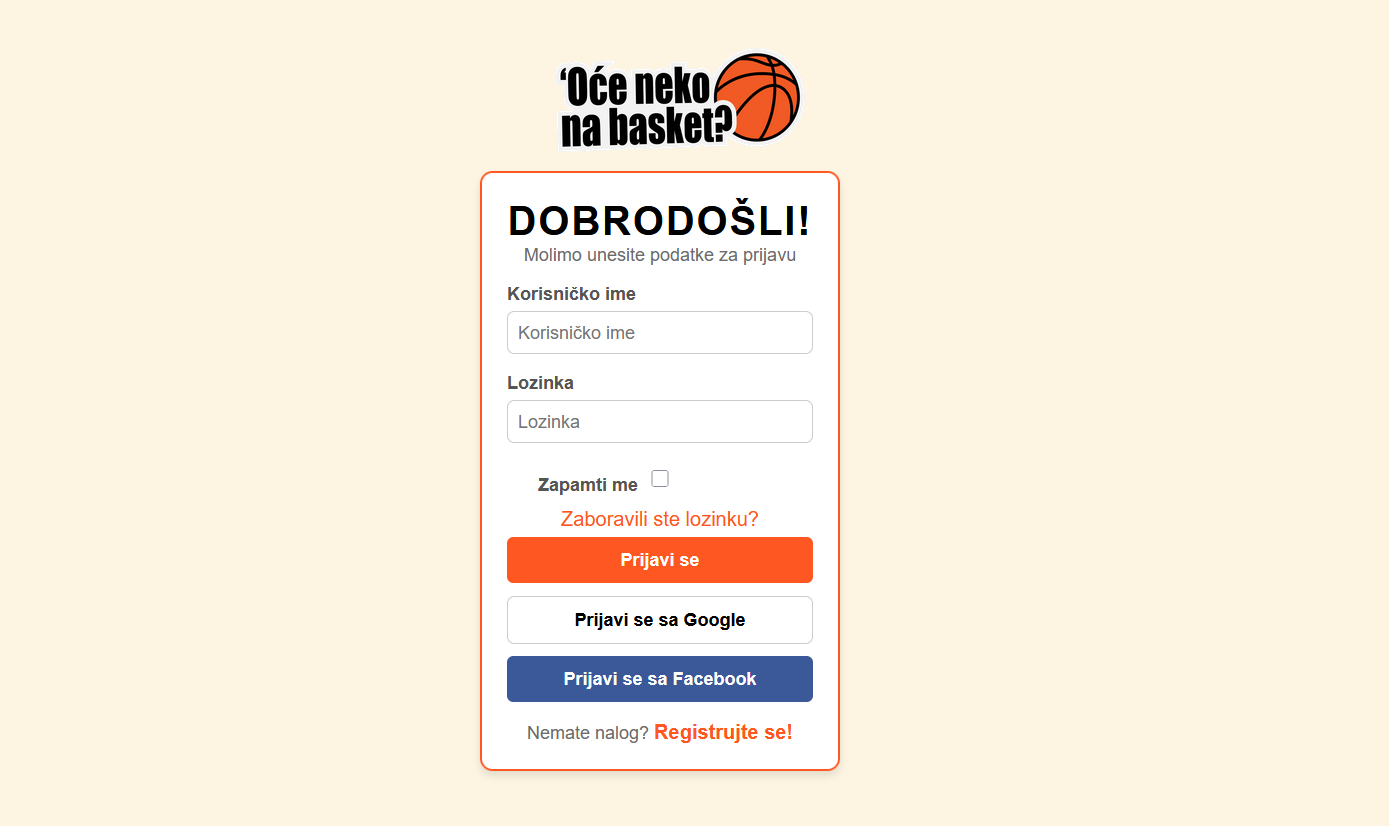 ‘Oće neko
na basket?
DOBRODOŠLI!
Molimo unesite podatke za prijavu
Korisničko ime
Korisničko ime
Lozinka
Lozinka
Zapamti me
Zaboravili ste lozinku?
Prijavi se
Prijavi se sa Google
Prijavi se sa Facebook
Nemate nalog? Registrujte se!